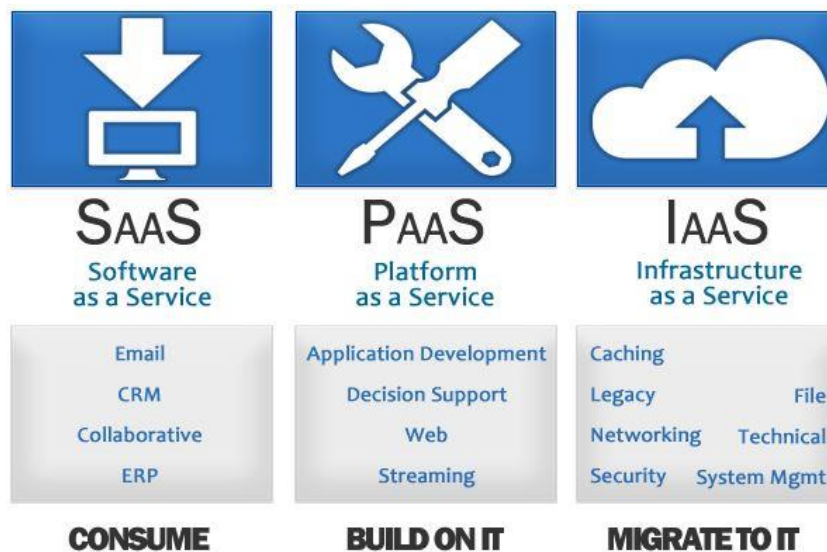 SAAS
Software
as a Service
Email
CRM
Collaborative
ERP
CONSUME
PAAS
Platform
as a Service
Application Development
Decision Support
Web
Streaming
BUILD ON IT
IAAS
Infrastructure
as a Service
Caching
Legacy File
Networking Technical
Security System Mgmt
MIGRATE TO IT